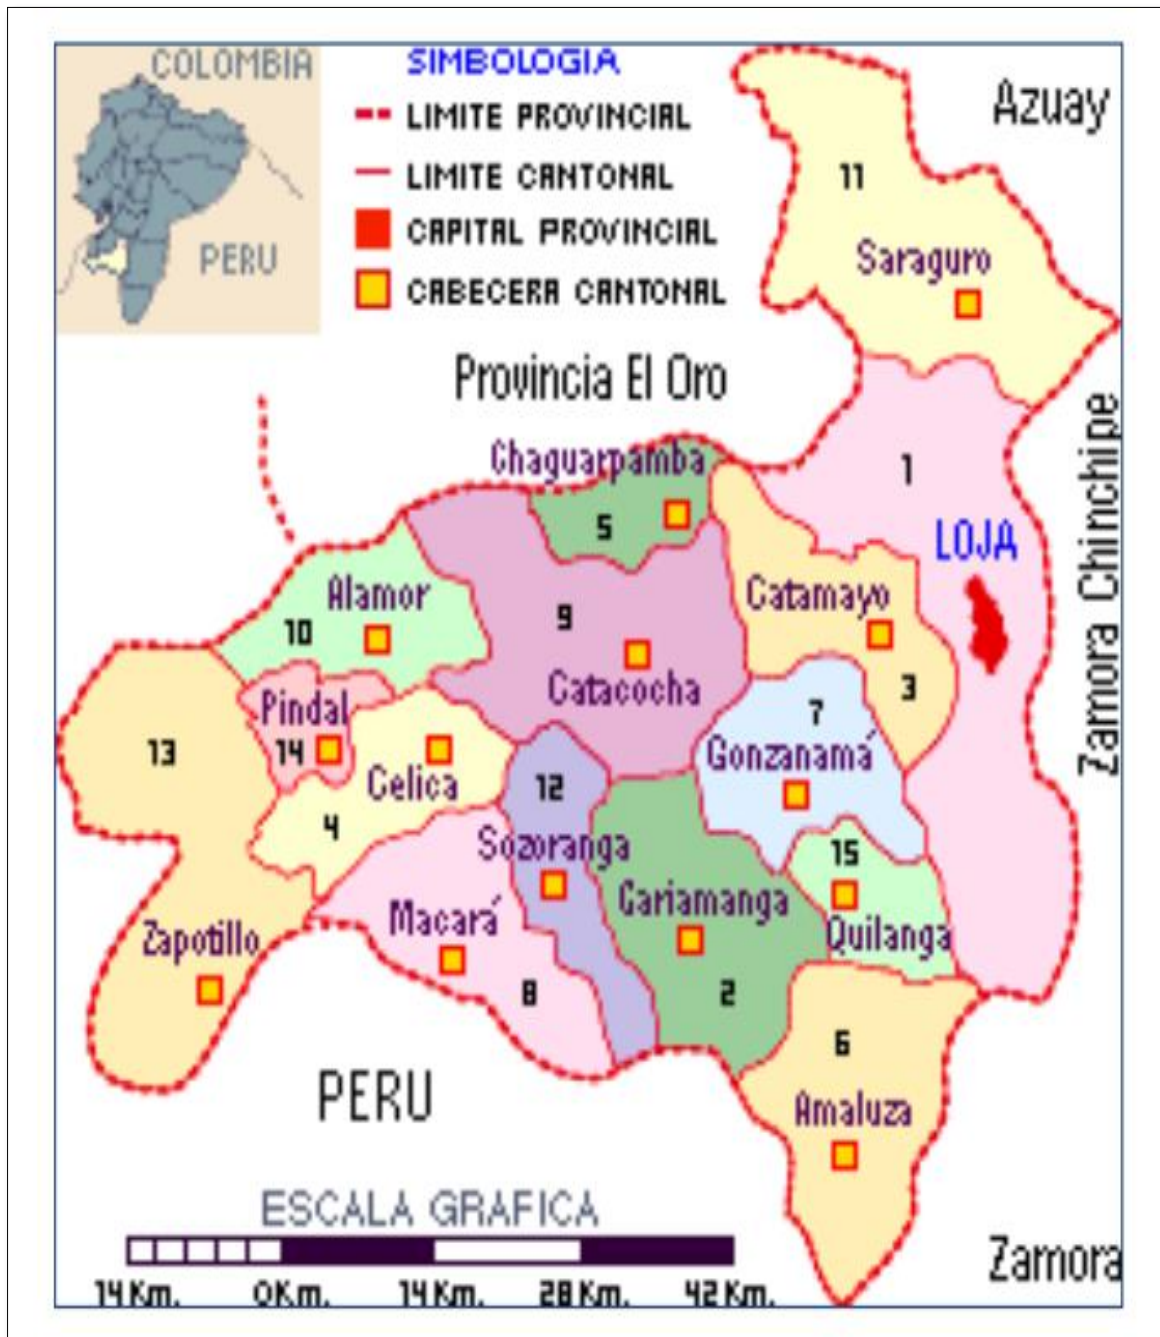 COLOMBIA
PERU
SIMBOLOGIA
LIMITE PROVINCIAL
LIMITE CANTONAL
CAPITAL PROVINCIAL
CABECERA CANTONAL
Azuay
11
Saraguro
Provincia El Oro
Zamora Chinchipe
Chaguarpamba
5
1
LOJA
Alamor
10
9
Catacocha
Catamayo
3
Pindal
14
13
Celica
4
7
Gonzanamá
12
Sozoranga
15
Quilanga
Cariamanga
2
Macará
8
Zapotillo
6
Amaluza
PERU
Zamora
ESCALA GRAFICA
14 Km. 0 Km. 14 Km. 28 Km. 42 Km.